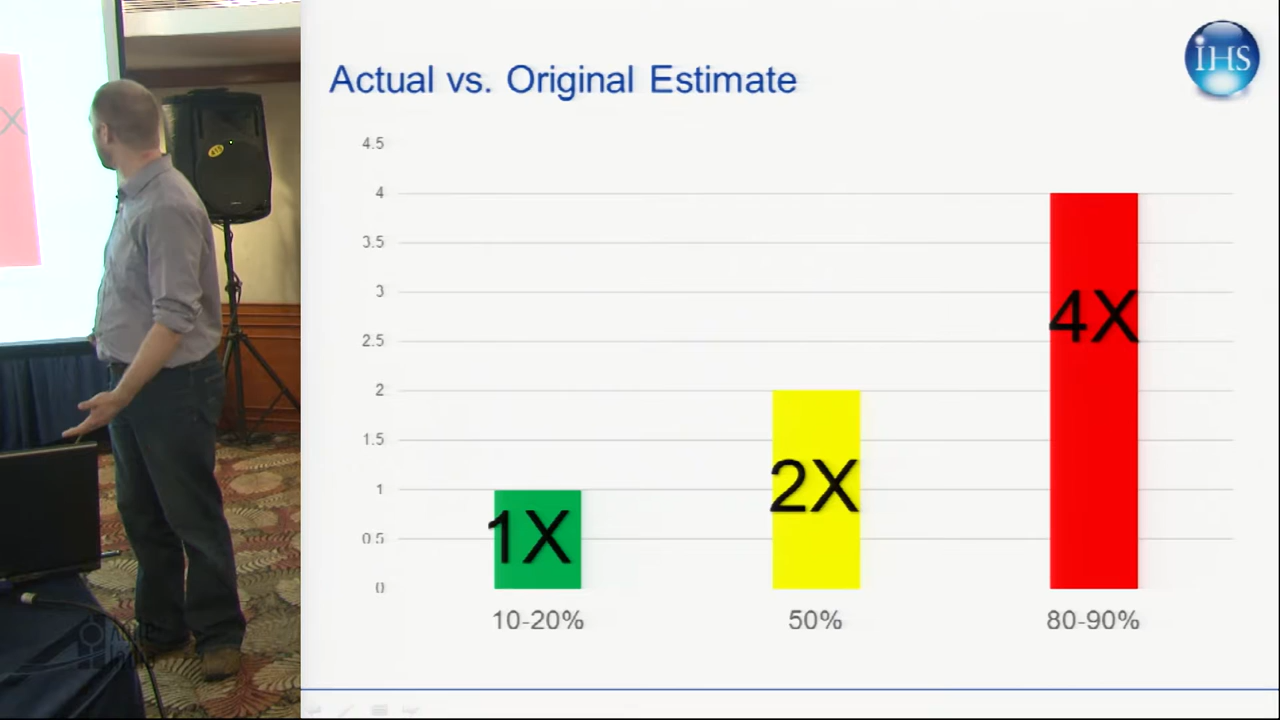 Actual vs. Original Estimate
IHS
4.5
4
3.5
3
2.5
2
1.5
1
0.5
0
1X
2X
4X
10-20%
50%
80-90%
X